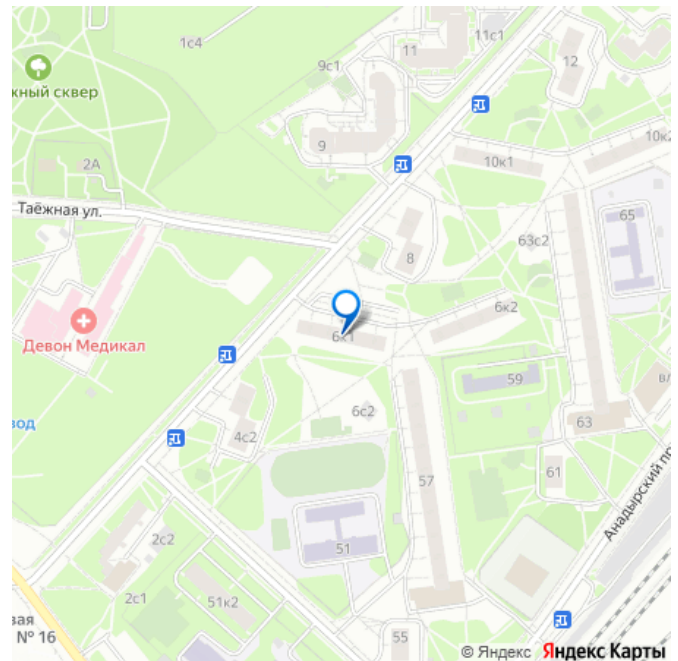 1с4
11
11с1
12
9с1
жный сквер
9
10к1
10к2
2А
Таёжная ул.
65
63с2
8
6к2
6к1
Девон Медикал
59
вл
вод
6с2
4с2
63
57
61
Анадырский пр
51
2с2
2с1
51к2
вая
№ 16
55
© Яндекс Яндекс Карты